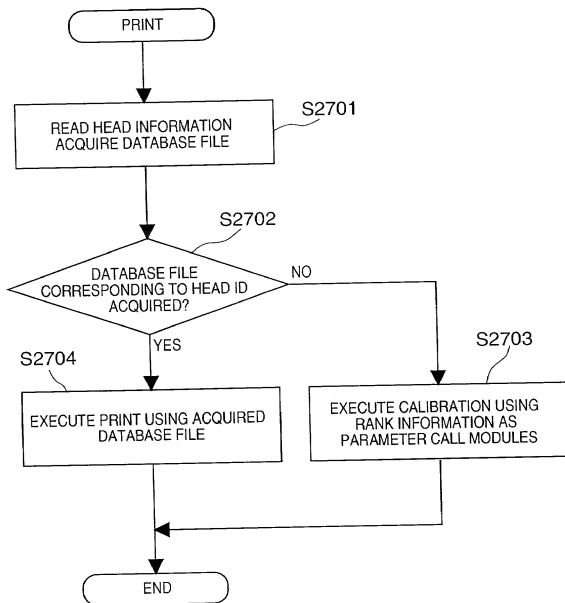 PRINT
S2701
READ HEAD INFORMATION
ACQUIRE DATABASE FILE
S2702
DATABASE FILE
CORRESPONDING TO HEAD ID
ACQUIRED?
NO
YES
S2704
S2703
EXECUTE PRINT USING ACQUIRED
DATABASE FILE
EXECUTE CALIBRATION USING
RANK INFORMATION AS
PARAMETER CALL MODULES
END